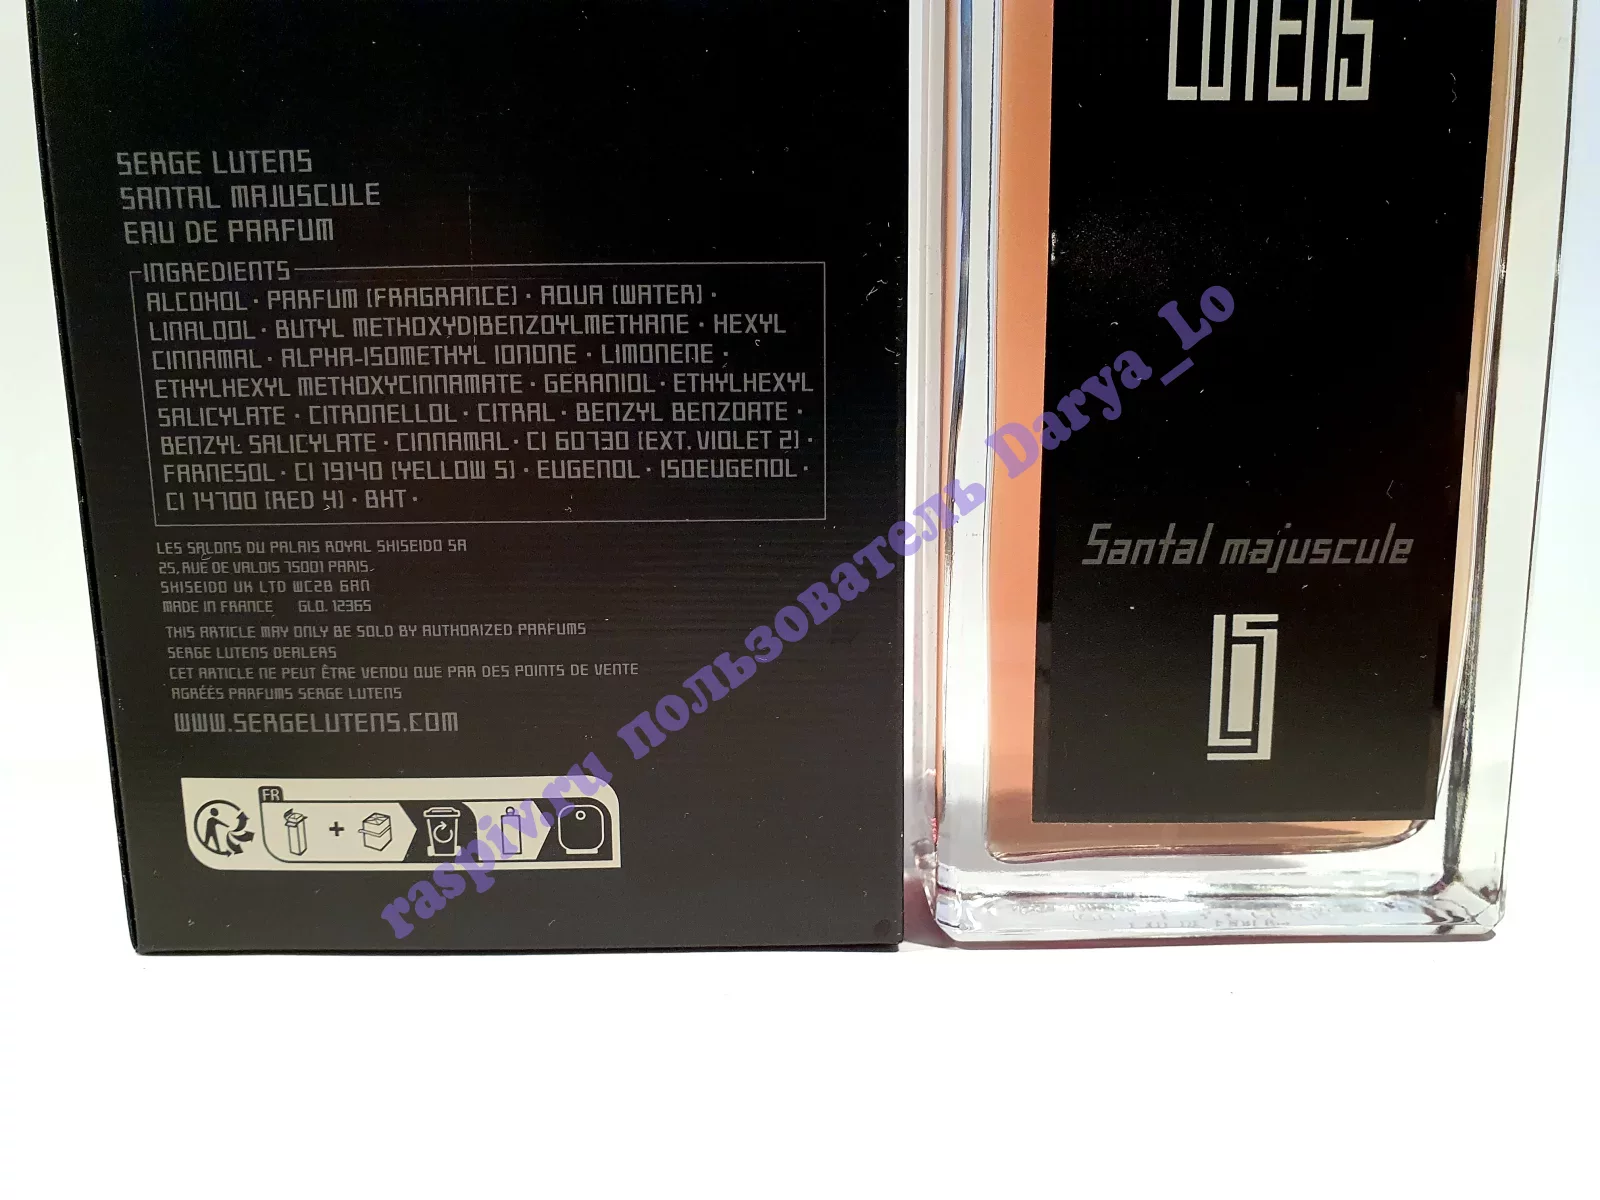 SERGE LUTENS
SANTAL MAJUSCULE
EAU DE PARFUM
INGREDIENTS
ALCOHOL · PARFUM (FRAGRANCE) · AQUA (WATER) ·
LINALOOL · BUTYL METHOXYDIBENZOYLMETHANE · HEXYL
CINNAMAL · ALPHA-ISOMETHYL IONONE · LIMONENE ·
ETHYLHEXYL METHOXYCINNAMATE · GERANIOL · ETHYLHEXYL
SALICYLATE · CITRONELLOL · CITRAL · BENZYL BENZOATE ·
BENZYL SALICYLATE · CINNAMAL · CI 60730 (EXT. VIOLET 2) ·
FARNESOL · CI 19140 (YELLOW 5) · EUGENOL · ISOEUGENOL ·
CI 14700 (RED 4) · BHT ·
LES SALONS DU PALAIS ROYAL SHISEIDO SA
25, RUE DE VALOIS 75001 PARIS.
SHISEIDO UK LTD WC2B 6AN
MADE IN FRANCE GLO. 12365
THIS ARTICLE MAY ONLY BE SOLD BY AUTHORIZED PARFUMS
SERGE LUTENS DEALERS
CET ARTICLE NE PEUT ÊTRE VENDU QUE PAR DES POINTS DE VENTE
AGRÉÉS PARFUMS SERGE LUTENS
WWW.SERGELUTENS.COM
FR
+
LUTENS
Santal majuscule
raspiv.ru пользователь Darya_Lo